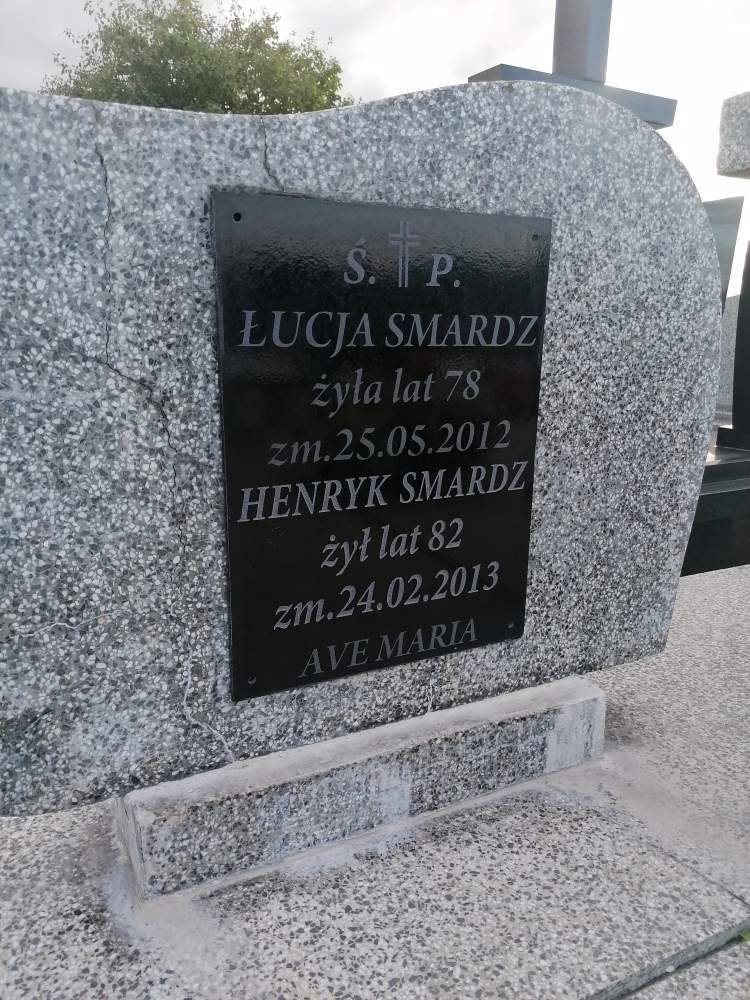 Ś. P.
ŁUCJA SMARDZ
żyła lat 78
zm.25.05.2012
HENRYK SMARDZ
żył lat 82
zm.24.02.2013
AVE MARIA